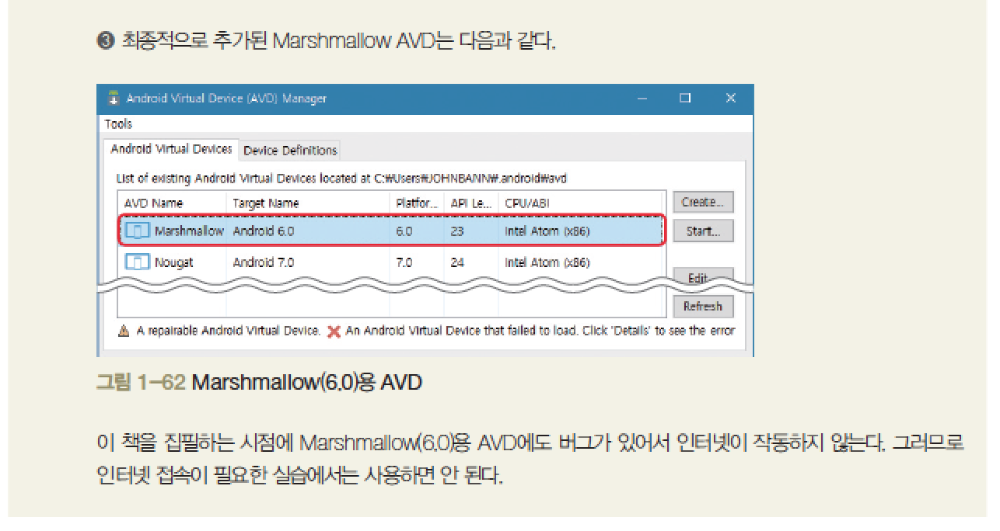 ❸ 최종적으로 추가된 Marshmallow AVD는 다음과 같다.
Android Virtual Device (AVD) Manager
Tools
Android Virtual Devices Device Definitions
List of existing Android Virtual Devices located at C:₩Users₩JOHNBANN₩.android₩avd
AVD Name Target Name Platfor... API Le... CPU/ABI Create...
Marshmallow Android 6.0 6.0 23 Intel Atom (x86) Start...
Nougat Android 7.0 7.0 24 Intel Atom (x86)
Edit...
Refresh
A repairable Android Virtual Device. An Android Virtual Device that failed to load. Click 'Details' to see the error
그림 1-62 Marshmallow(6.0)용 AVD
이 책을 집필하는 시점에 Marshmallow(6.0)용 AVD에도 버그가 있어서 인터넷이 작동하지 않는다. 그러므로
인터넷 접속이 필요한 실습에서는 사용하면 안 된다.